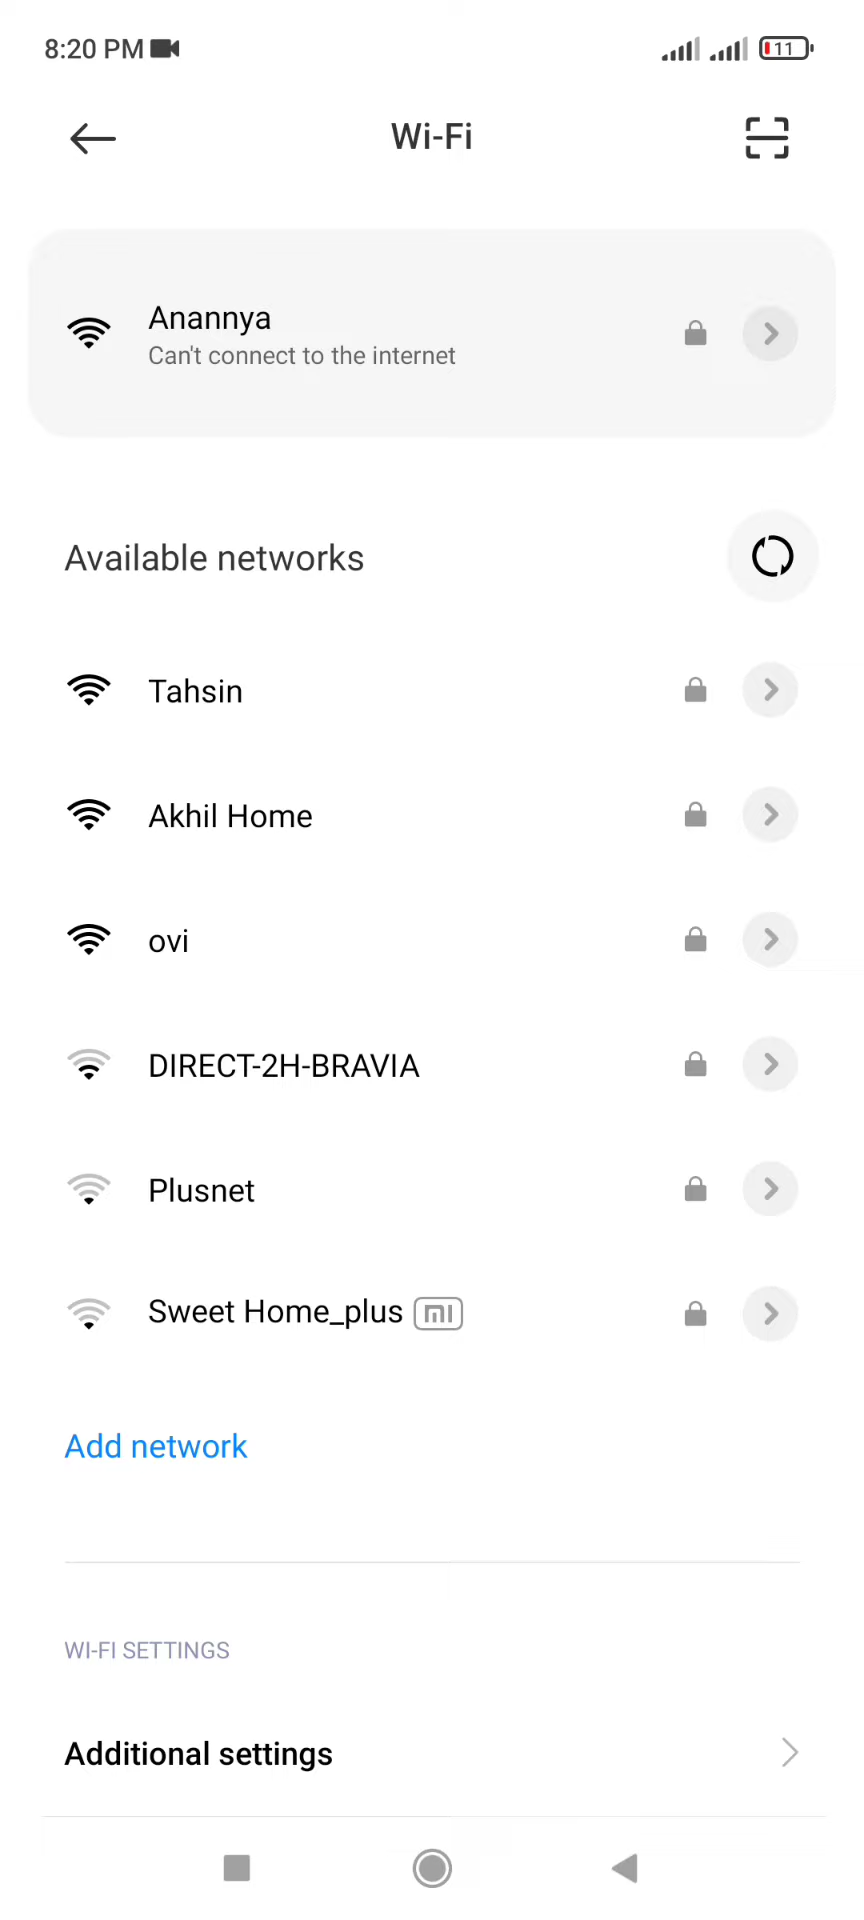 8:20 PM 11
Wi-Fi
Anannya
Can't connect to the internet
Available networks
Tahsin
Akhil Home
ovi
DIRECT-2H-BRAVIA
Plusnet
Sweet Home_plus mi
Add network
WI-FI SETTINGS
Additional settings